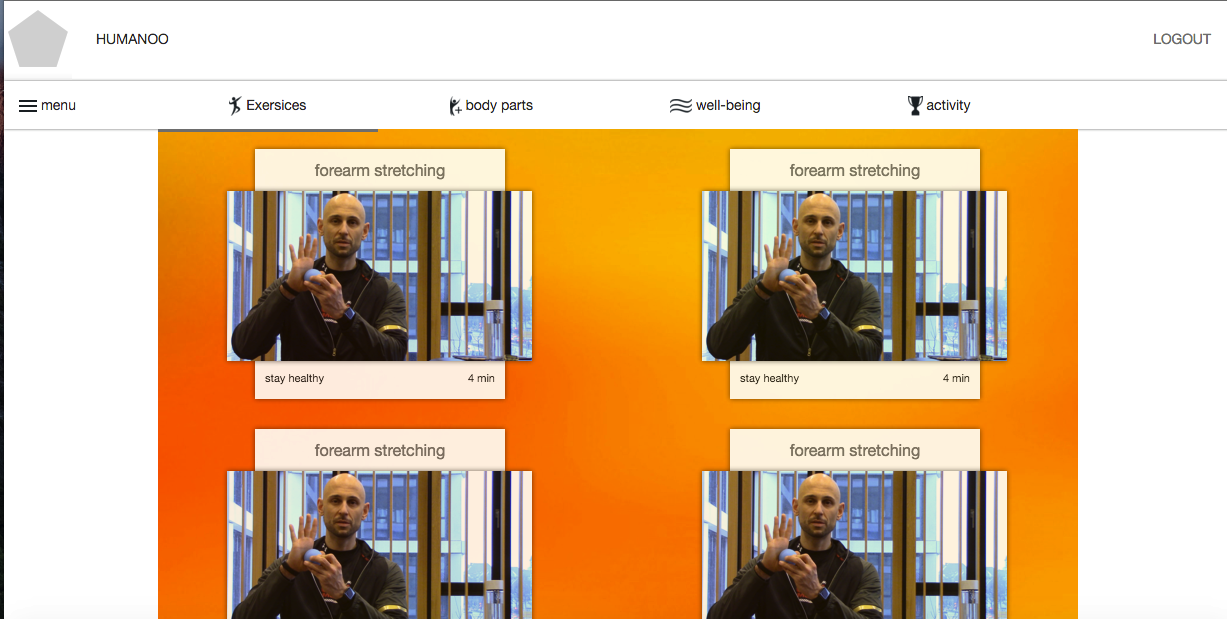 HUMANOO LOGOUT
menu Exersices body parts well-being activity
forearm stretching forearm stretching
stay healthy 4 min stay healthy 4 min
forearm stretching forearm stretching